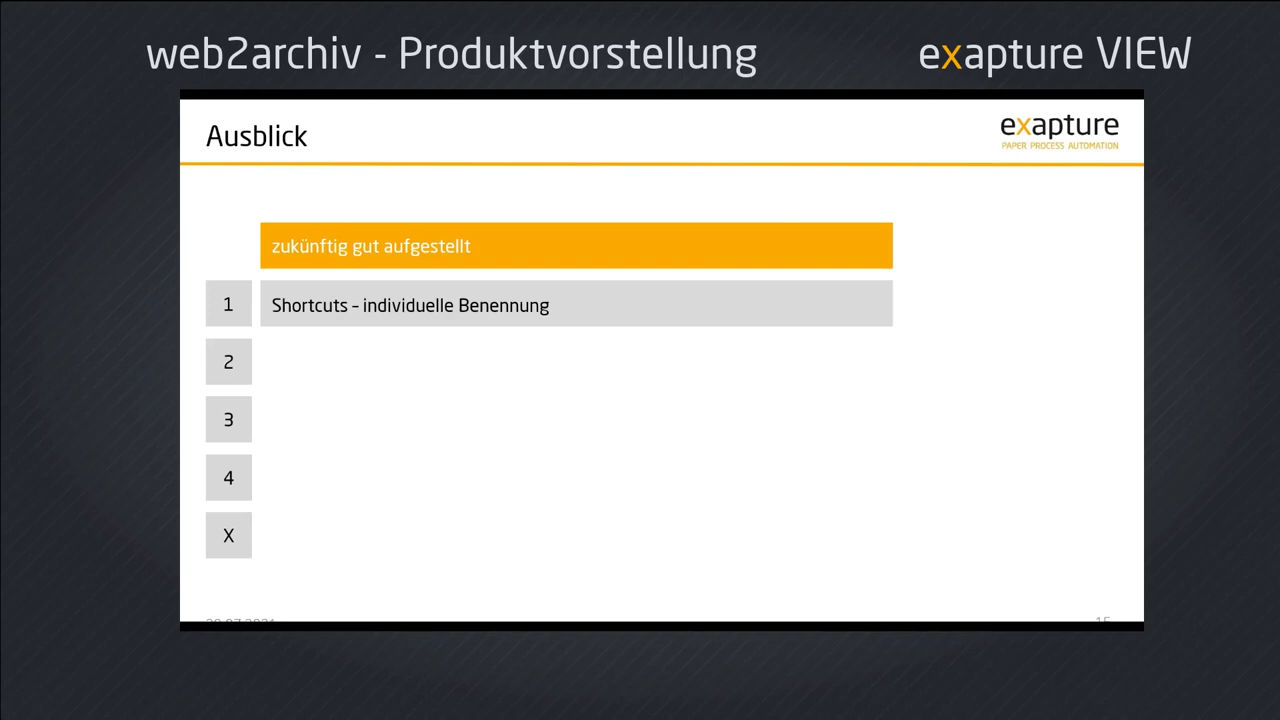 web2archiv - Produktvorstellung
exapture VIEW
Ausblick
exapture
PAPER PROCESS AUTOMATION
zukünftig gut aufgestellt
1
Shortcuts – individuelle Benennung
2
3
4
X